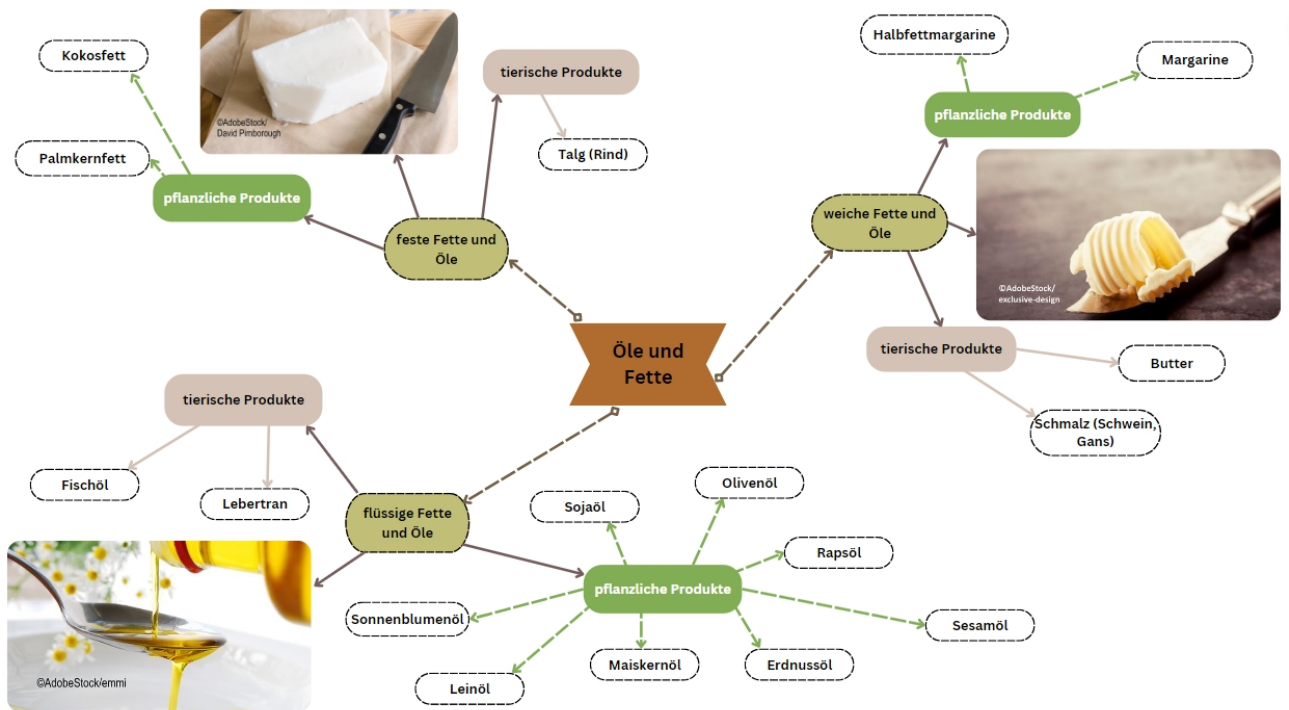 Kokosfett
Palmkernfett
pflanzliche Produkte
©AdobeStock/
David Pimborough
tierische Produkte
Talg (Rind)
feste Fette und
Öle
Halbfettmargarine
Margarine
pflanzliche Produkte
weiche Fette und
Öle
©AdobeStock/
exclusive-design
tierische Produkte
Butter
Schmalz (Schwein,
Gans)
Öle und
Fette
tierische Produkte
Fischöl
Lebertran
flüssige Fette
und Öle
©AdobeStock/emmi
Sojaöl
Olivenöl
Rapsöl
pflanzliche Produkte
Sonnenblumenöl
Sesamöl
Leinöl
Maiskernöl
Erdnussöl